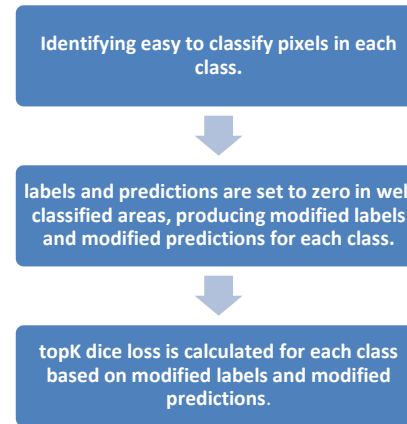 Identifying easy to classify pixels in each
class.
labels and predictions are set to zero in wel
classified areas, producing modified labels
and modified predictions for each class.
topK dice loss is calculated for each class
based on modified labels and modified
predictions.